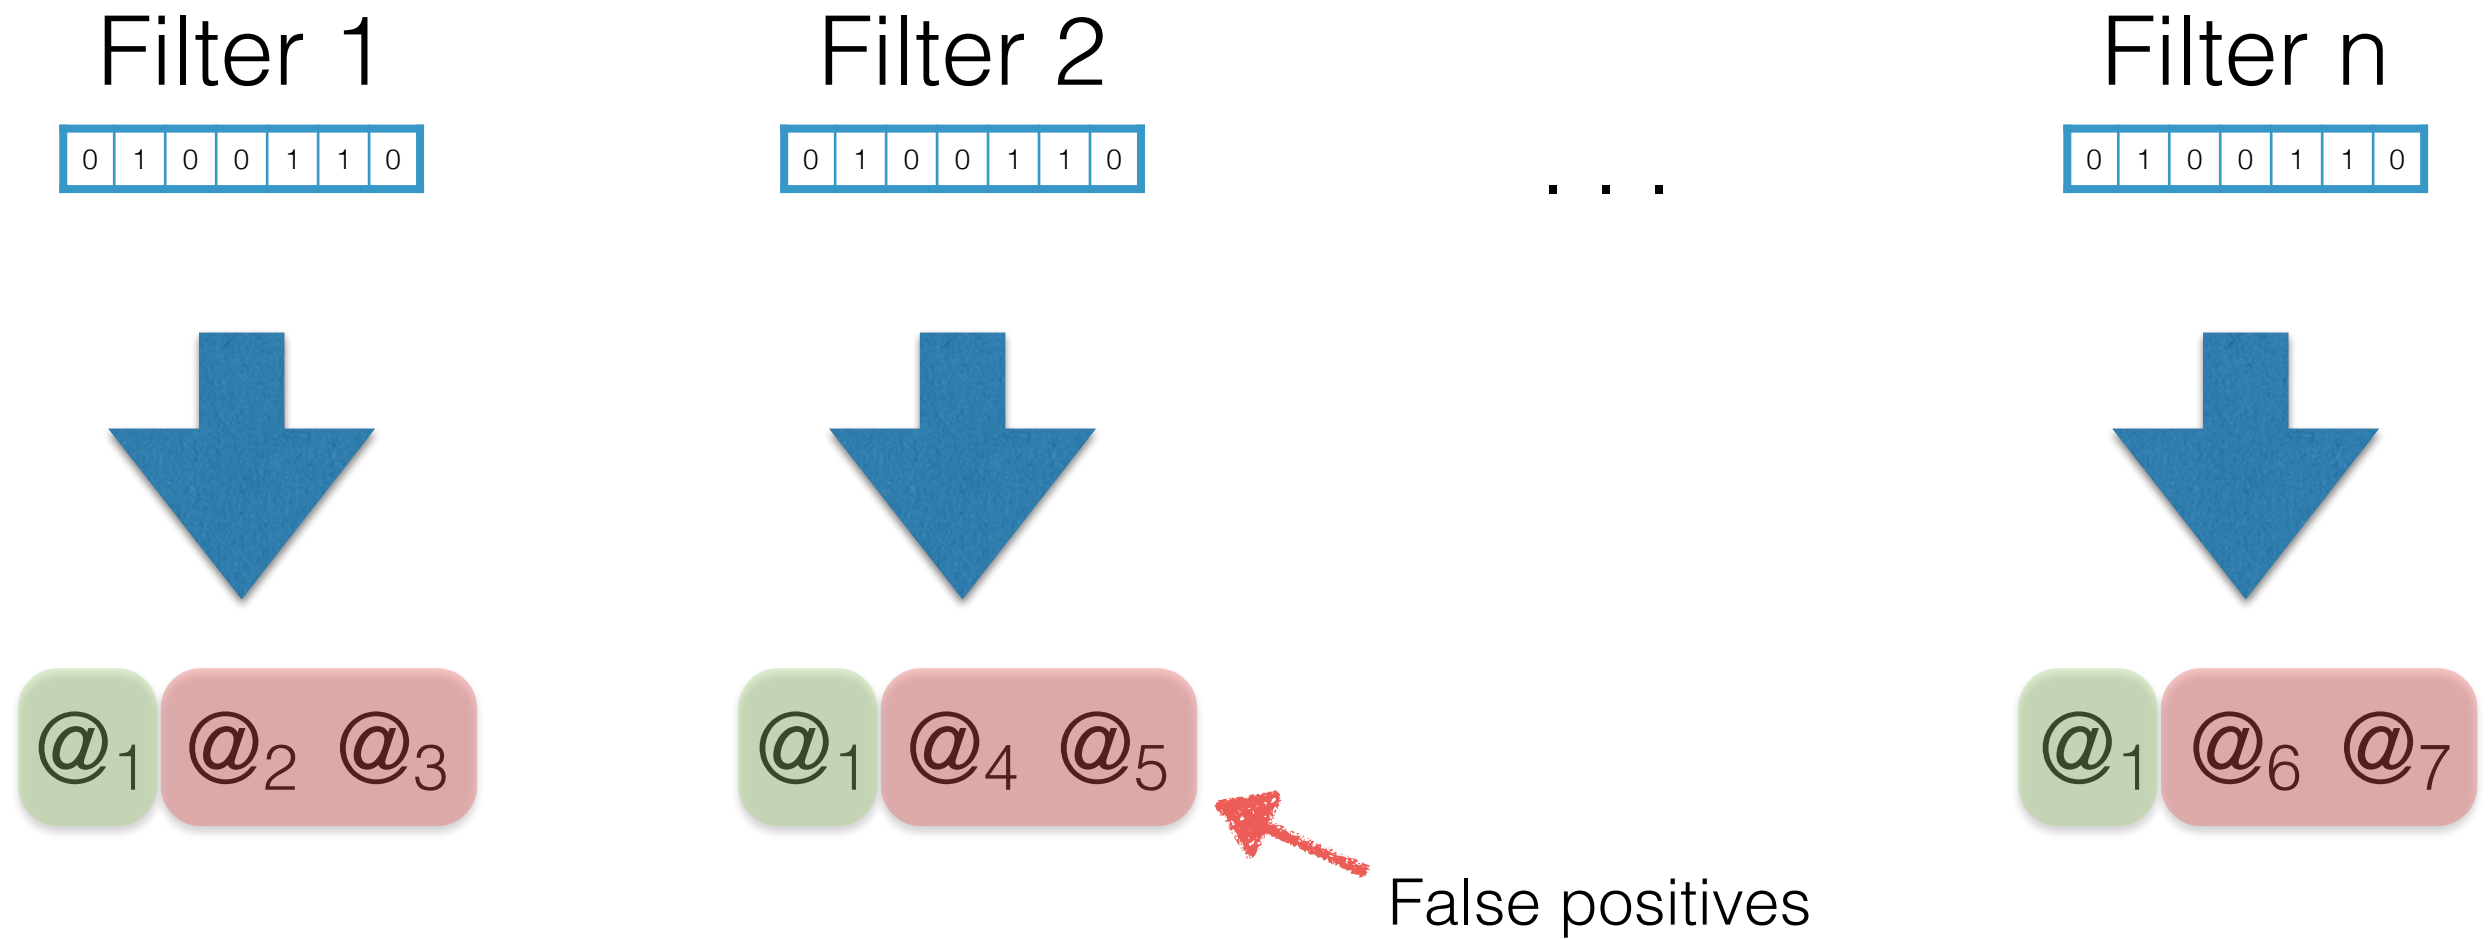 Filter 1 Filter 2 Filter n
0 1 0 0 1 1 0 0 1 0 0 1 1 0 . . . 0 1 0 0 1 1 0
@1 @2 @3 @1 @4 @5 @1 @6 @7
False positives